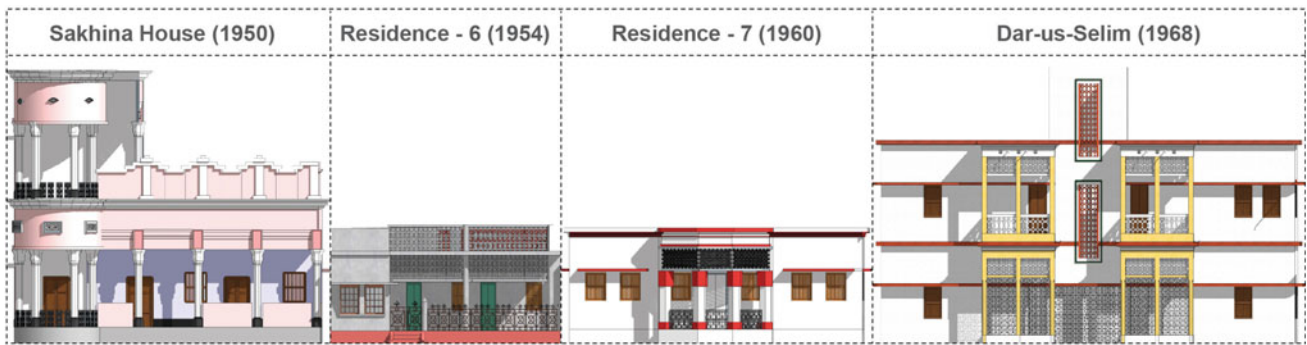 Sakhina House (1950)
Residence - 6 (1954)
Residence - 7 (1960)
Dar-us-Selim (1968)